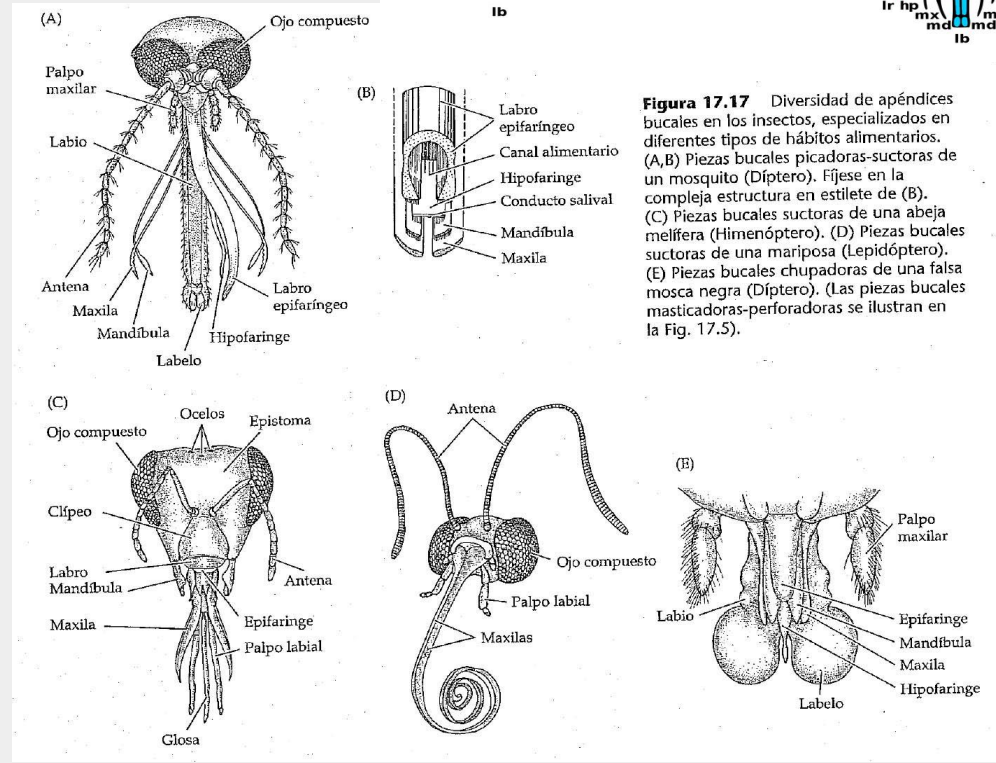 lb
lr hp
mx
md
md
m
lb
(A)
Ojo compuesto
Palpo
maxilar
Labio
Antena
Maxila
Mandíbula
Labelo
Hipofaringe
Labro
epifaríngeo
(B)
Labro
epifaríngeo
Canal alimentario
Hipofaringe
Conducto salival
Mandíbula
Maxila
Figura 17.17 Diversidad de apéndices
bucales en los insectos, especializados en
diferentes tipos de hábitos alimentarios.
(A,B) Piezas bucales picadoras-suctoras de
un mosquito (Díptero). Fíjese en la
compleja estructura en estilete de (B).
(C) Piezas bucales suctoras de una abeja
melífera (Himenóptero). (D) Piezas bucales
suctoras de una mariposa (Lepidóptero).
(E) Piezas bucales chupadoras de una falsa
mosca negra (Díptero). (Las piezas bucales
masticadoras-perforadoras se ilustran en
la Fig. 17.5).
(C)
Ocelos
Epistoma
Ojo compuesto
Clípeo
Labro
Mandíbula
Antena
Maxila
Epifaringe
Palpo labial
Glosa
(D)
Antena
Ojo compuesto
Palpo labial
Maxilas
(E)
Palpo
maxilar
Labio
Epifaringe
Mandíbula
Maxila
Hipofaringe
Labelo